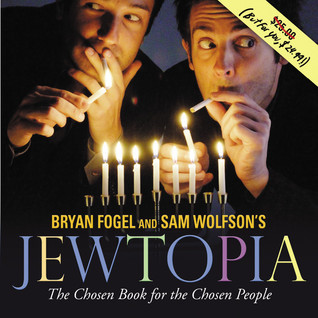 $25.00
(But for you, $24.99!)
BRYAN FOGEL AND SAM WOLFSON'S
JEWTOPIA
The Chosen Book for the Chosen People